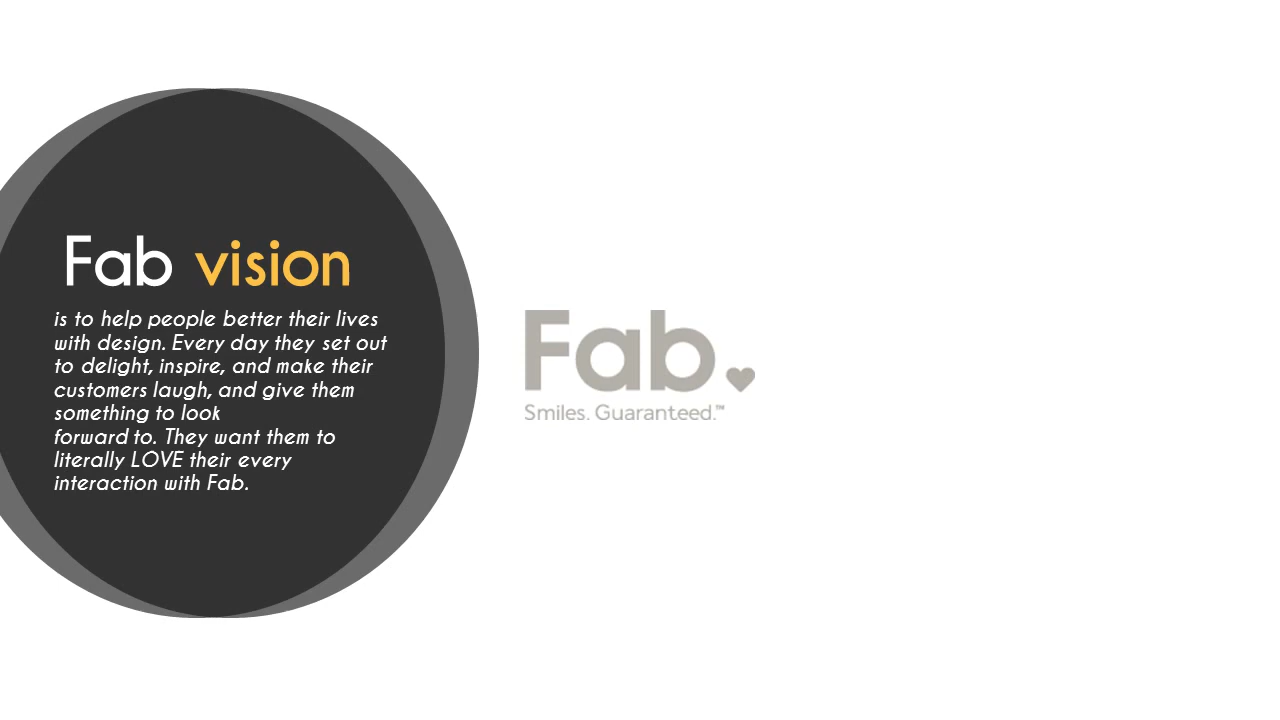 Fab vision
is to help people better their lives
with design. Every day they set out
to delight, inspire, and make their
customers laugh, and give them
something to look
forward to. They want them to
literally LOVE their every
interaction with Fab.
Fab.
Smiles. Guaranteed.™